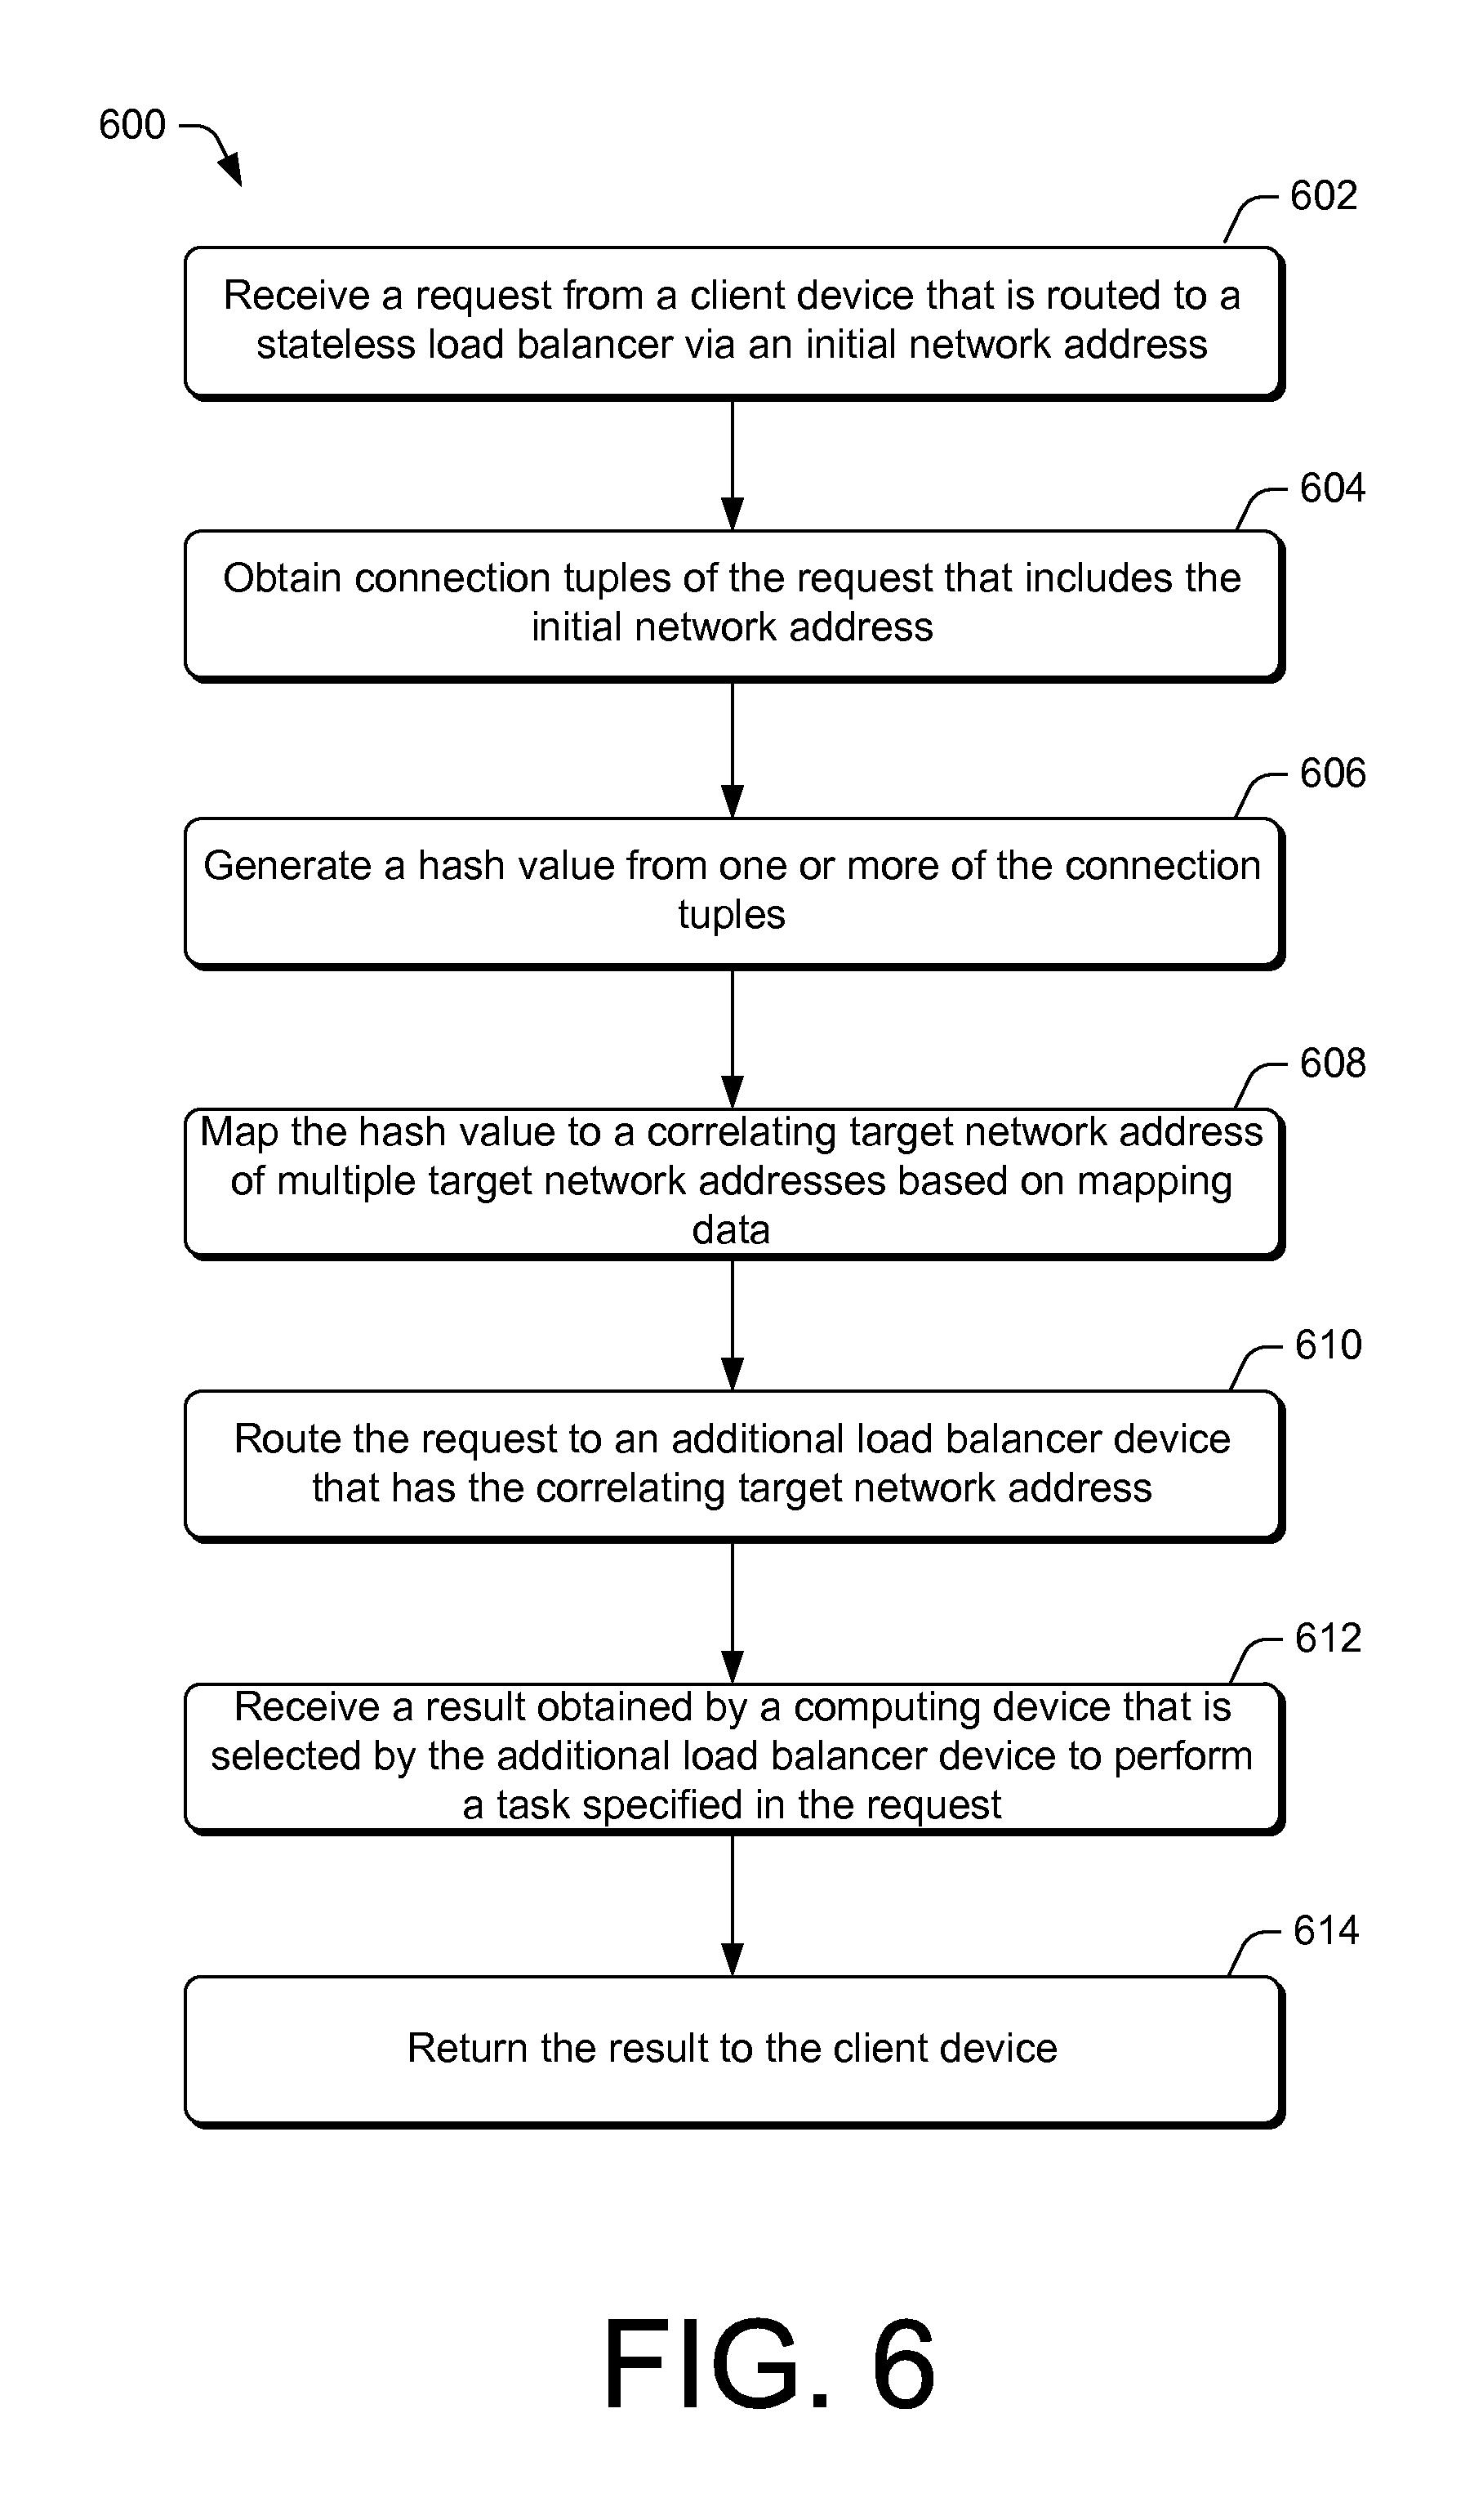 600
602
Receive a request from a client device that is routed to a
stateless load balancer via an initial network address
604
Obtain connection tuples of the request that includes the
initial network address
606
Generate a hash value from one or more of the connection
tuples
608
Map the hash value to a correlating target network address
of multiple target network addresses based on mapping
data
610
Route the request to an additional load balancer device
that has the correlating target network address
612
Receive a result obtained by a computing device that is
selected by the additional load balancer device to perform
a task specified in the request
614
Return the result to the client device
FIG. 6